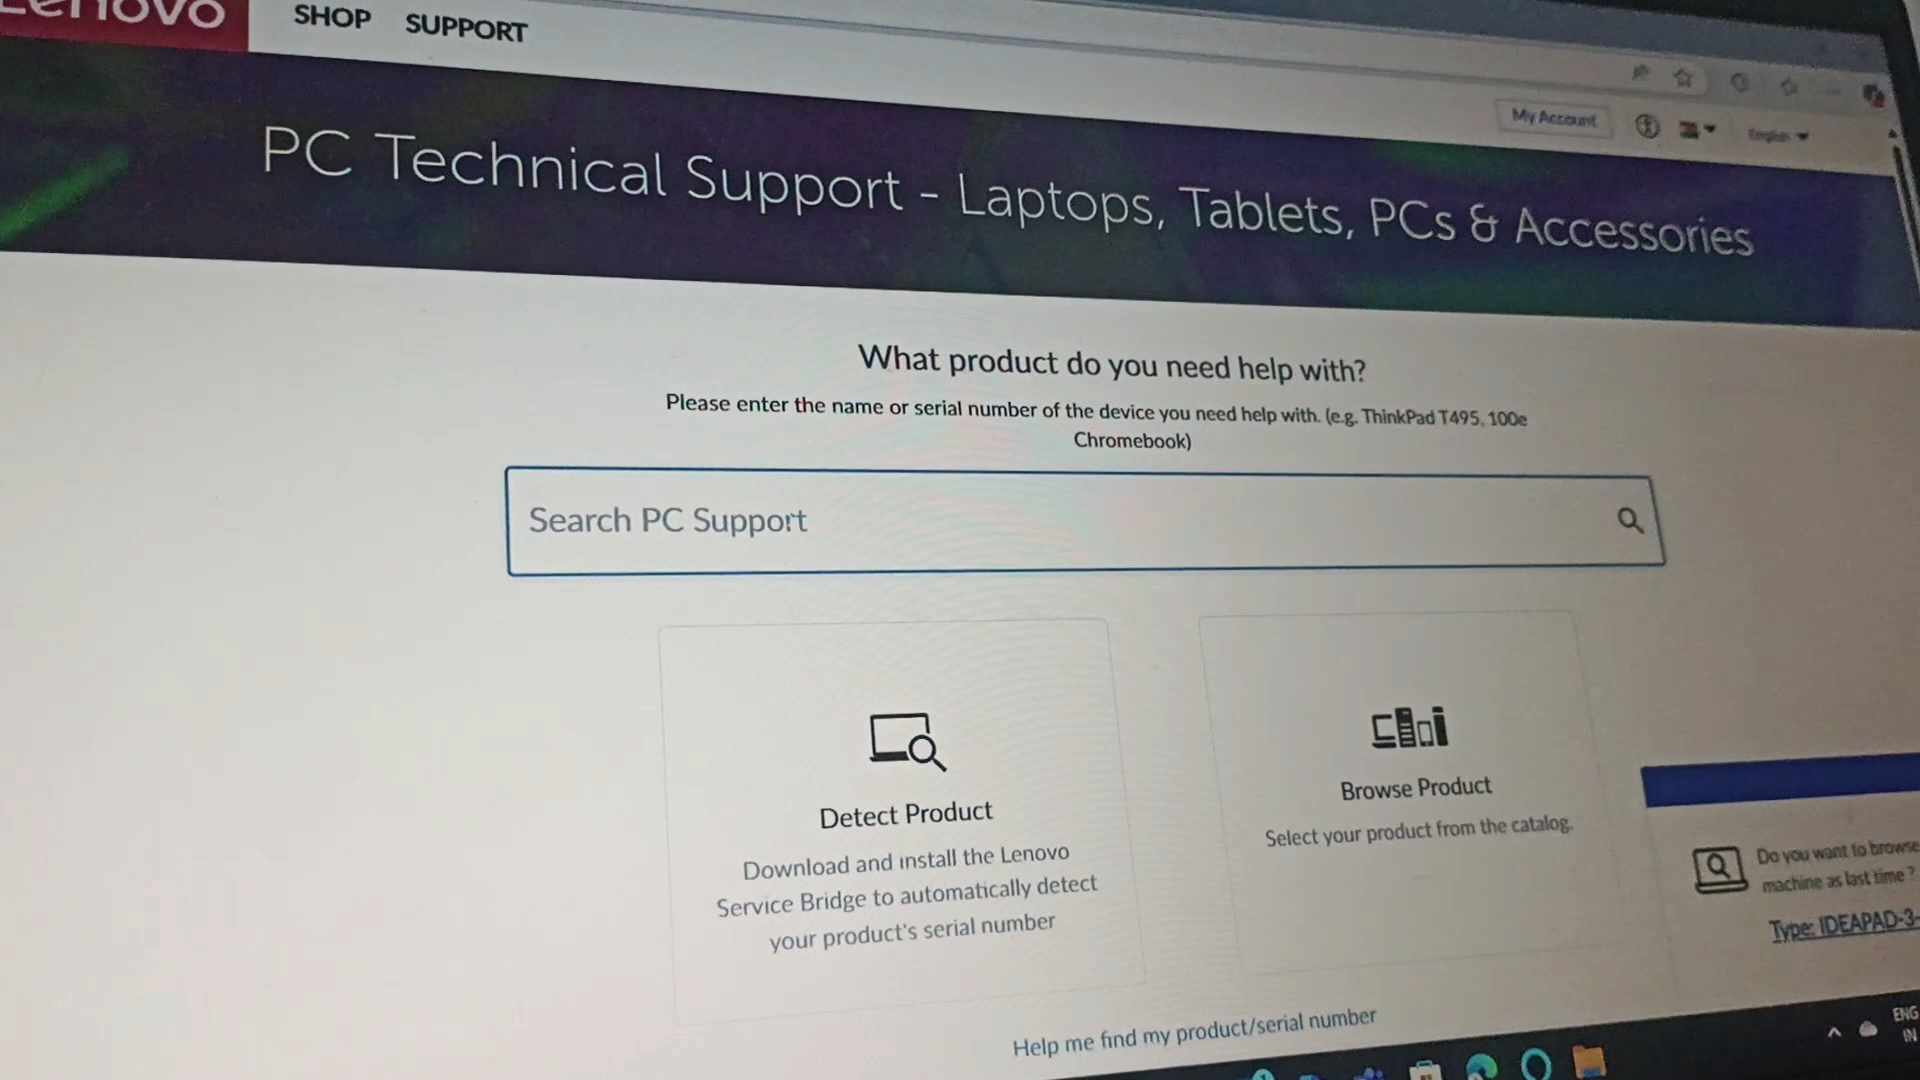 Lenovo
SHOP SUPPORT
My Account
English
PC Technical Support - Laptops, Tablets, PCs & Accessories
What product do you need help with?
Please enter the name or serial number of the device you need help with. (e.g. ThinkPad T495, 100e
Chromebook)
Search PC Support
Detect Product
Download and install the Lenovo
Service Bridge to automatically detect
your product's serial number
Browse Product
Select your product from the catalog.
Do you want to browse
machine as last time ?
Type: IDEAPAD-3-
Help me find my product/serial number
ENG
IN